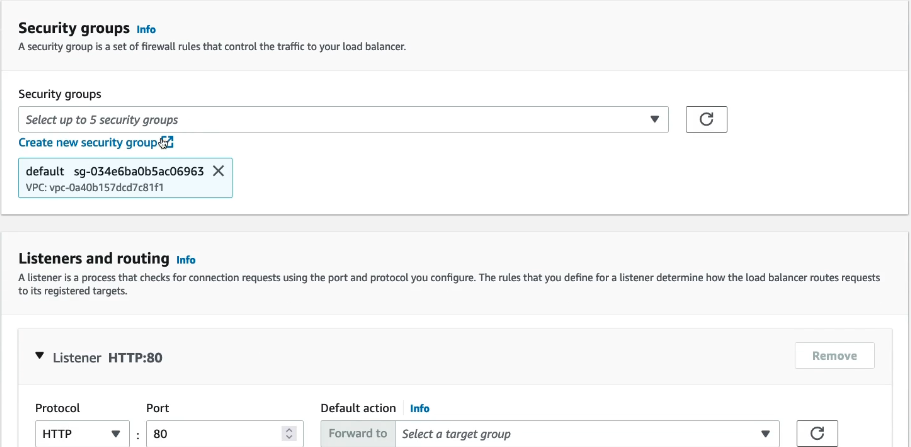 Security groups Info
A security group is a set of firewall rules that control the traffic to your load balancer.
Security groups
Select up to 5 security groups
Create new security group
default sg-034e6ba0b5ac06963
VPC: vpc-0a40b157dcd7c81f1
Listeners and routing Info
A listener is a process that checks for connection requests using the port and protocol you configure. The rules that you define for a listener determine how the load balancer routes requests
to its registered targets.
Listener HTTP:80
Remove
Protocol Port Default action Info
HTTP : 80 Forward to Select a target group